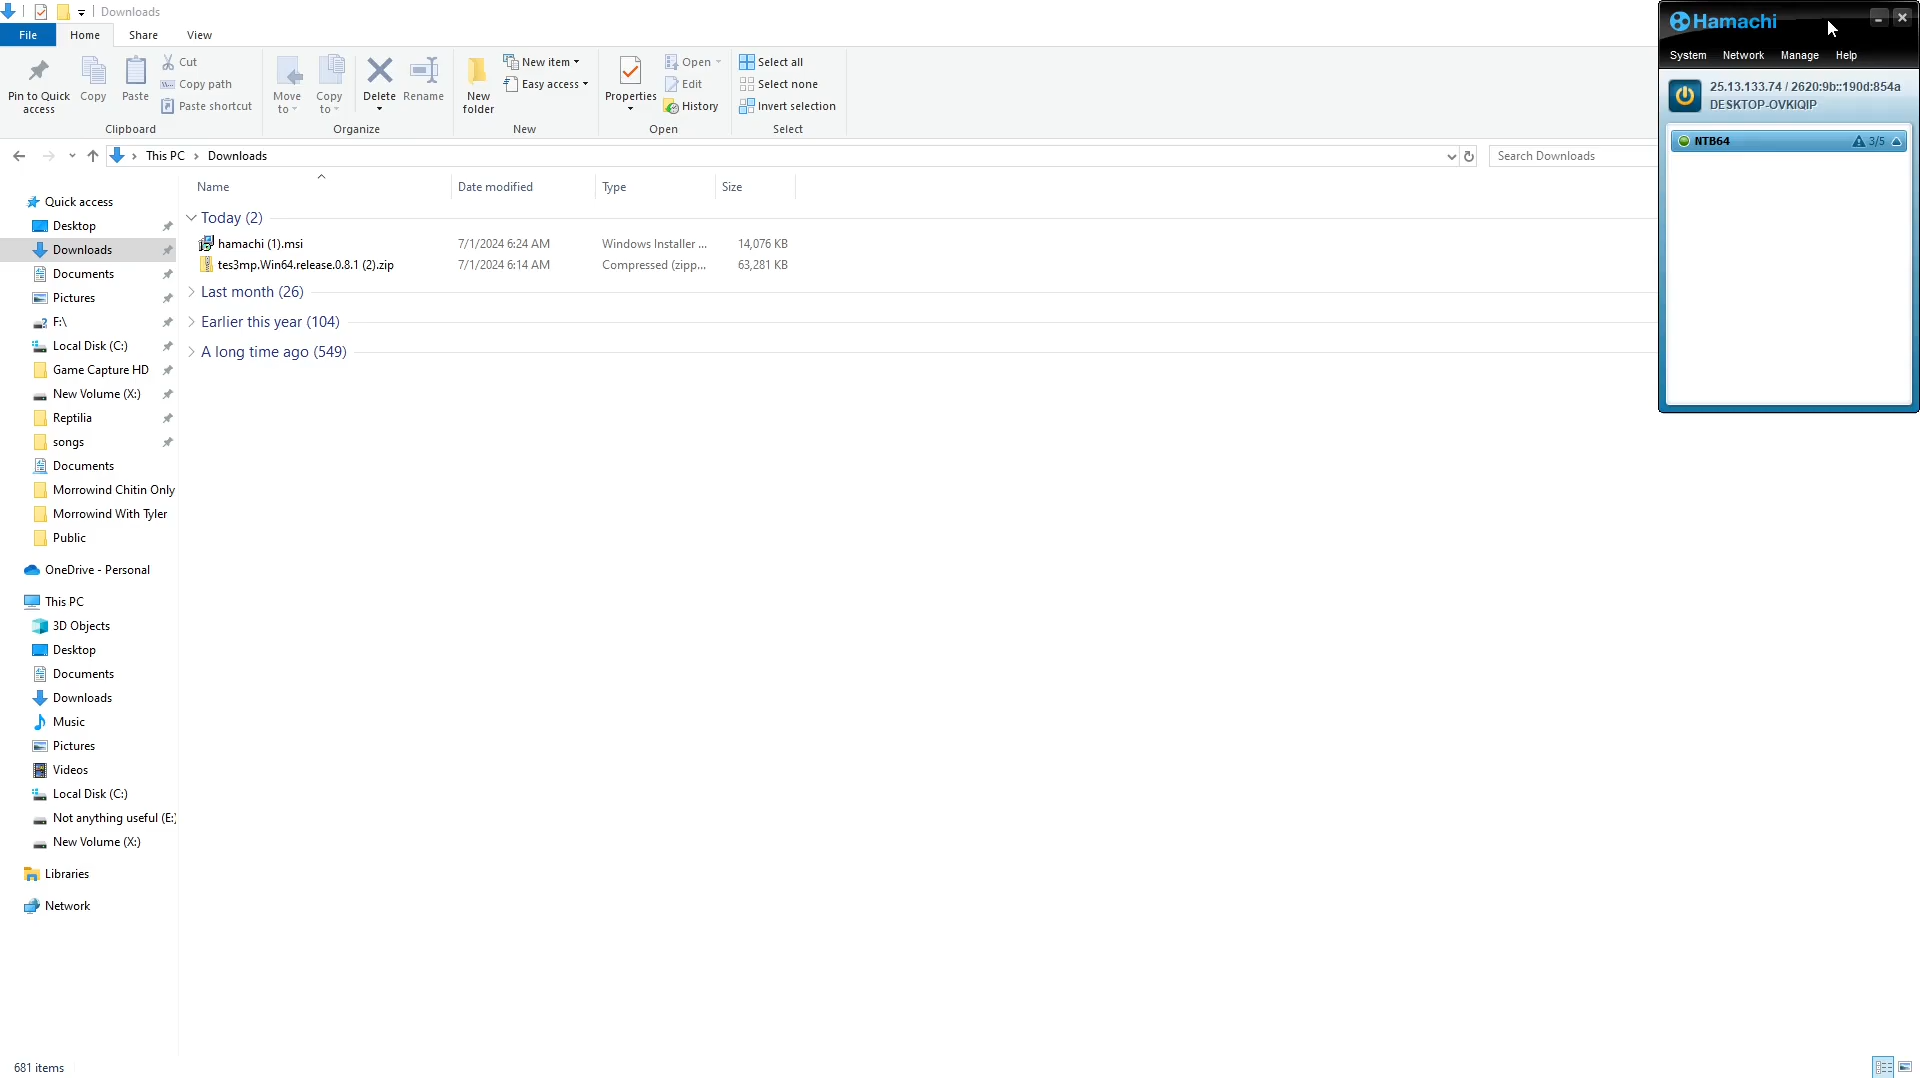 Downloads
File Home Share View
Pin to Quick access
Copy
Paste
Cut
Copy path
Paste shortcut
Clipboard
Move to
Copy to
Delete
Rename
Organize
New folder
New item
Easy access
New
Properties
Open
Edit
History
Open
Select all
Select none
Invert selection
Select
This PC > Downloads
Search Downloads
Name Date modified Type Size
Today (2)
hamachi (1).msi 7/1/2024 6:24 AM Windows Installer ... 14,076 KB
tes3mp.Win64.release.0.8.1 (2).zip 7/1/2024 6:14 AM Compressed (zipp... 63,281 KB
Last month (26)
Earlier this year (104)
A long time ago (549)
Quick access
Desktop
Downloads
Documents
Pictures
F:\
Local Disk (C:)
Game Capture HD
New Volume (X:)
Reptilia
songs
Documents
Morrowind Chitin Only
Morrowind With Tyler
Public
OneDrive - Personal
This PC
3D Objects
Desktop
Documents
Downloads
Music
Pictures
Videos
Local Disk (C:)
Not anything useful (E:)
New Volume (X:)
Libraries
Network
681 items
Hamachi
System Network Manage Help
25.13.133.74 / 2620:9b::190d:854a
DESKTOP-OVKIQIP
NTB64 3/5